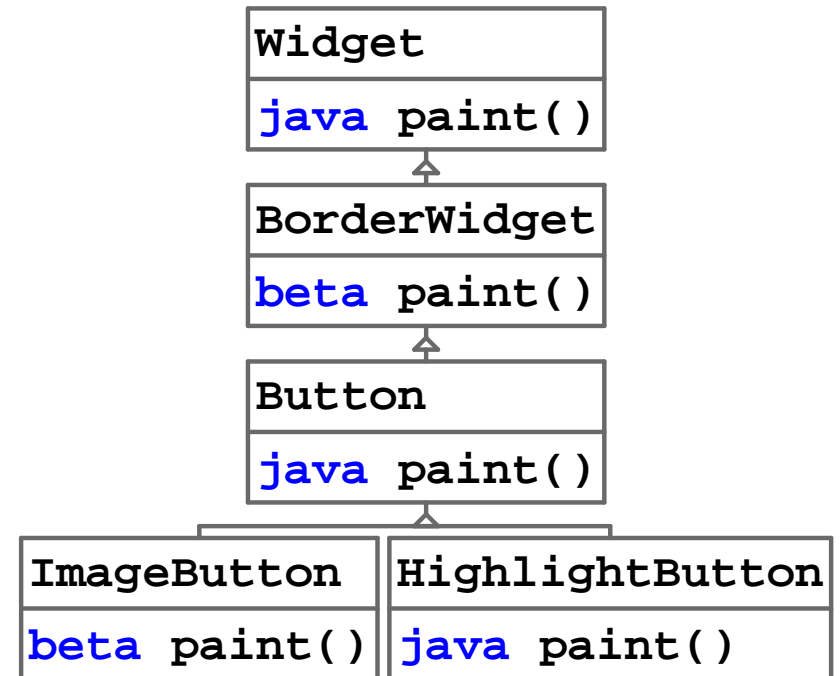 Widget
java paint()
BorderWidget
beta paint()
Button
java paint()
ImageButton
beta paint()
HighlightButton
java paint()